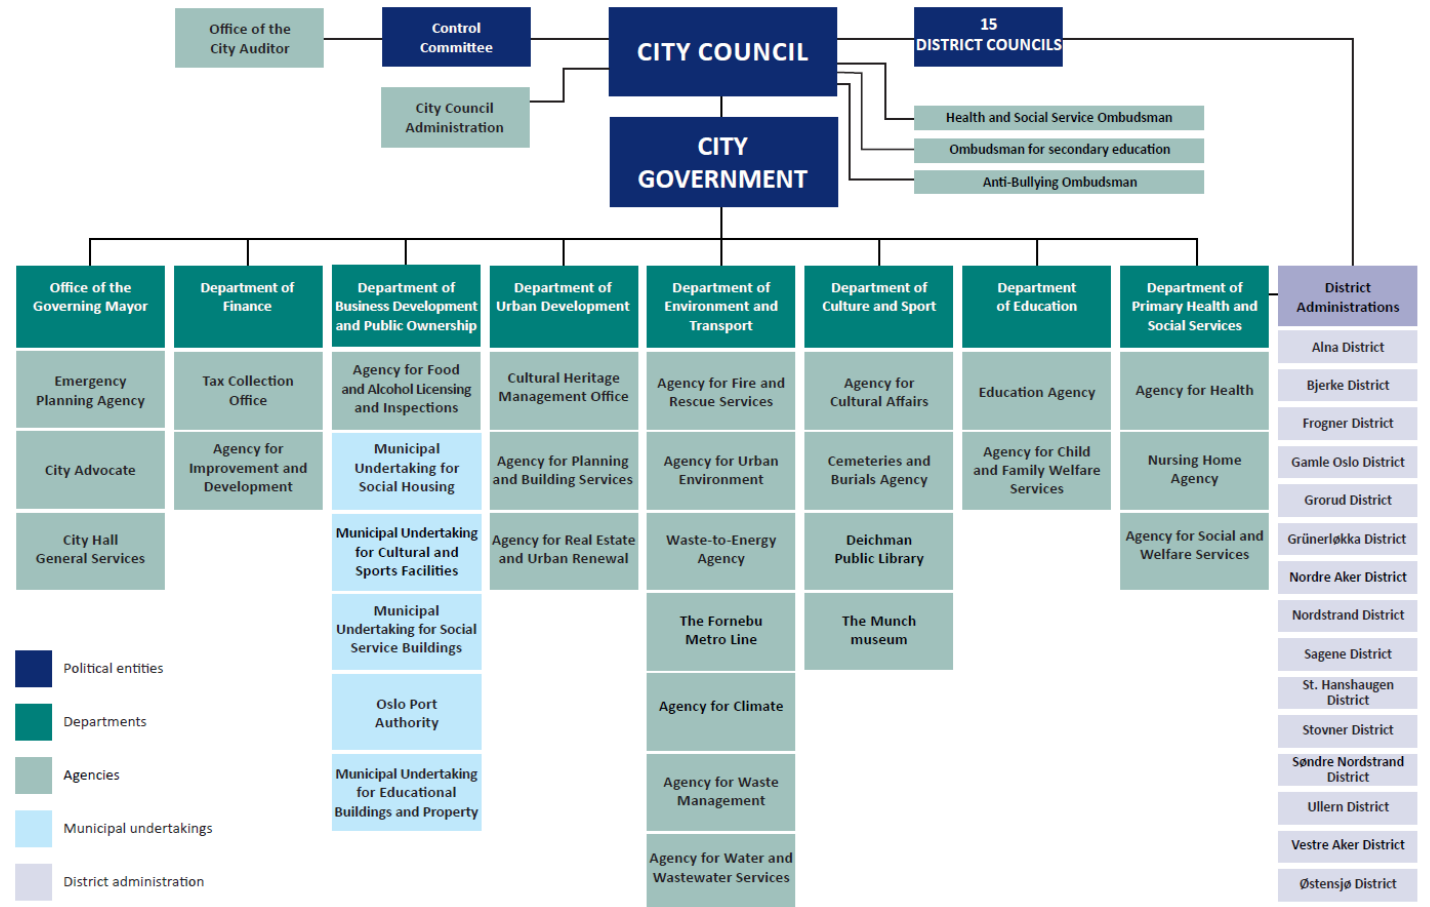 Office of the
City Auditor
Control
Committee
CITY COUNCIL
15
DISTRICT COUNCILS
City Council
Administration
Health and Social Service Ombudsman
Ombudsman for secondary education
Anti-Bullying Ombudsman
CITY
GOVERNMENT
Office of the
Governing Mayor
Emergency
Planning Agency
City Advocate
City Hall
General Services
Department of
Finance
Tax Collection
Office
Agency for
Improvement and
Development
Department of
Business Development
and Public Ownership
Agency for Food
and Alcohol Licensing
and Inspections
Municipal
Undertaking for
Social Housing
Municipal Undertaking
for Cultural and
Sports Facilities
Municipal
Undertaking for Social
Service Buildings
Oslo Port
Authority
Municipal Undertaking
for Educational
Buildings and Property
Department of
Urban Development
Cultural Heritage
Management Office
Agency for Planning
and Building Services
Agency for Real Estate
and Urban Renewal
Department of
Environment and
Transport
Agency for Fire and
Rescue Services
Agency for Urban
Environment
Waste-to-Energy
Agency
The Fornebu
Metro Line
Agency for Climate
Agency for Waste
Management
Agency for Water and
Wastewater Services
Department of
Culture and Sport
Agency for
Cultural Affairs
Cemeteries and
Burials Agency
Deichman
Public Library
The Munch
museum
Department
of Education
Education Agency
Agency for Child
and Family Welfare
Services
Department of
Primary Health and
Social Services
Agency for Health
Nursing Home
Agency
Agency for Social and
Welfare Services
District
Administrations
Alna District
Bjerke District
Frogner District
Gamle Oslo District
Grorud District
Grünerløkka District
Nordre Aker District
Nordstrand District
Sagene District
St. Hanshaugen
District
Stovner District
Søndre Nordstrand
District
Ullern District
Vestre Aker District
Østensjø District
Political entities
Departments
Agencies
Municipal undertakings
District administration